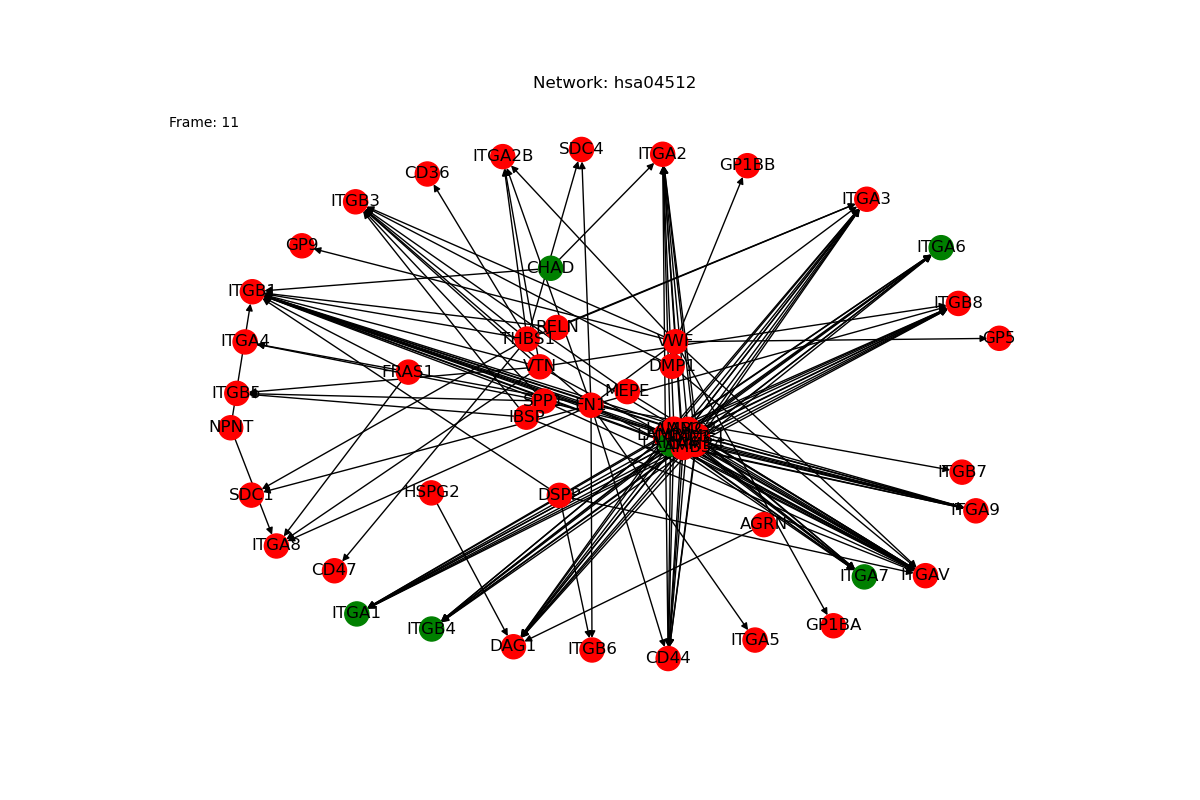 Network: hsa04512
Frame: 11
SDC4
ITGA2
ITGA2B
GP1BB
CD36
ITGB3
ITGA3
GP9
ITGA6
CHAD
ITGB1
ITGB8
RELN
THBS1
GP5
ITGA4
VWF
VTN
DMP1
FRAS1
ITGB5
MEPE
SPP1
FN1
IBSP
NPNT
ITGB7
HSPG2
SDC1
DSPP
ITGA9
AGRN
ITGA8
CD47
ITGA7
ITGAV
ITGA1
GP1BA
ITGB4
ITGA5
DAG1
ITGB6
CD44